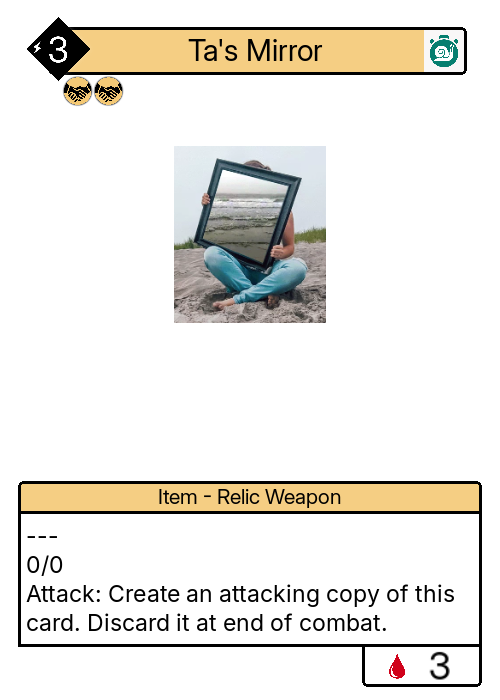 3
Ta's Mirror
Item - Relic Weapon
---
0/0
Attack: Create an attacking copy of this
card. Discard it at end of combat.
3